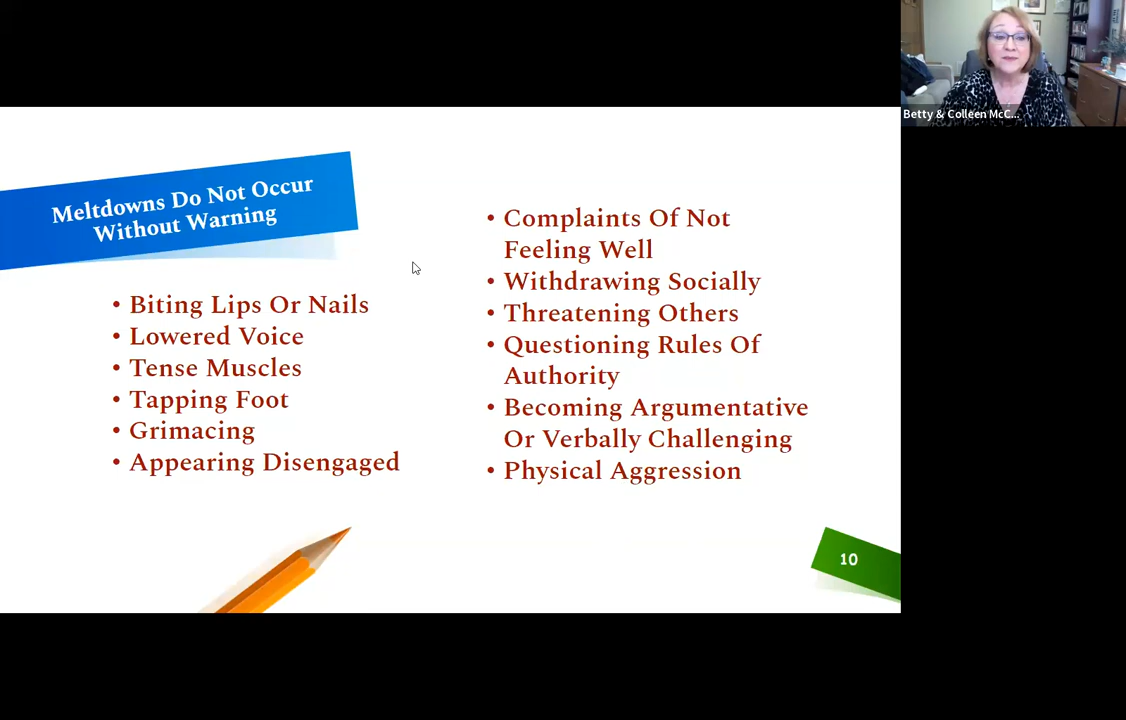 Meltdowns Do Not Occur
Without Warning
• Biting Lips Or Nails
• Lowered Voice
• Tense Muscles
• Tapping Foot
• Grimacing
• Appearing Disengaged
• Complaints Of Not
Feeling Well
• Withdrawing Socially
• Threatening Others
• Questioning Rules Of
Authority
• Becoming Argumentative
Or Verbally Challenging
• Physical Aggression
10
Betty & Colleen McC...